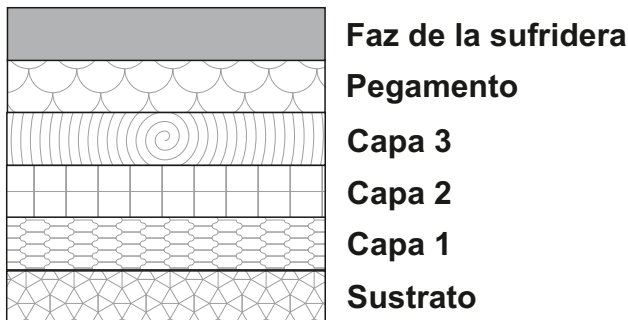 Faz de la sufridera
Pegamento
Capa 3
Capa 2
Capa 1
Sustrato